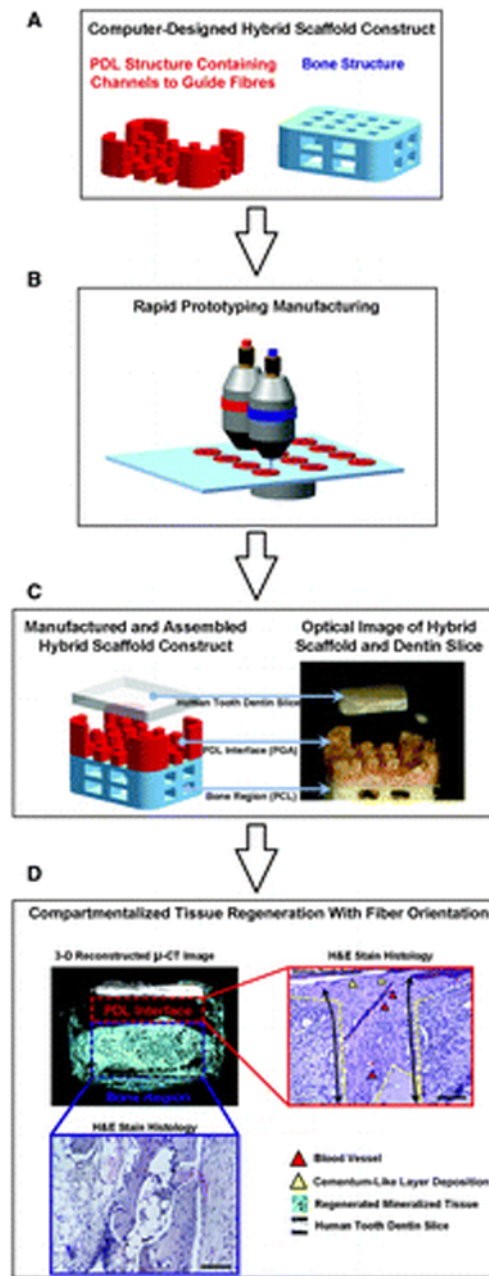 A
Computer-Designed Hybrid Scaffold Construct
PDL Structure Containing
Channels to Guide Fibres
Bone Structure
B
Rapid Prototyping Manufacturing
C
Manufactured and Assembled
Hybrid Scaffold Construct
Optical Image of Hybrid
Scaffold and Dentin Slice
Human Tooth Dentin Slice
PDL Interface (PGA)
Bone Region (PCL)
D
Compartmentalized Tissue Regeneration With Fiber Orientation
3-D Reconstructed μ-CT Image
H&E Stain Histology
PDL Interface
Bone Region
H&E Stain Histology
Blood Vessel
Cementum-Like Layer Deposition
Regenerated Mineralized Tissue
Human Tooth Dentin Slice